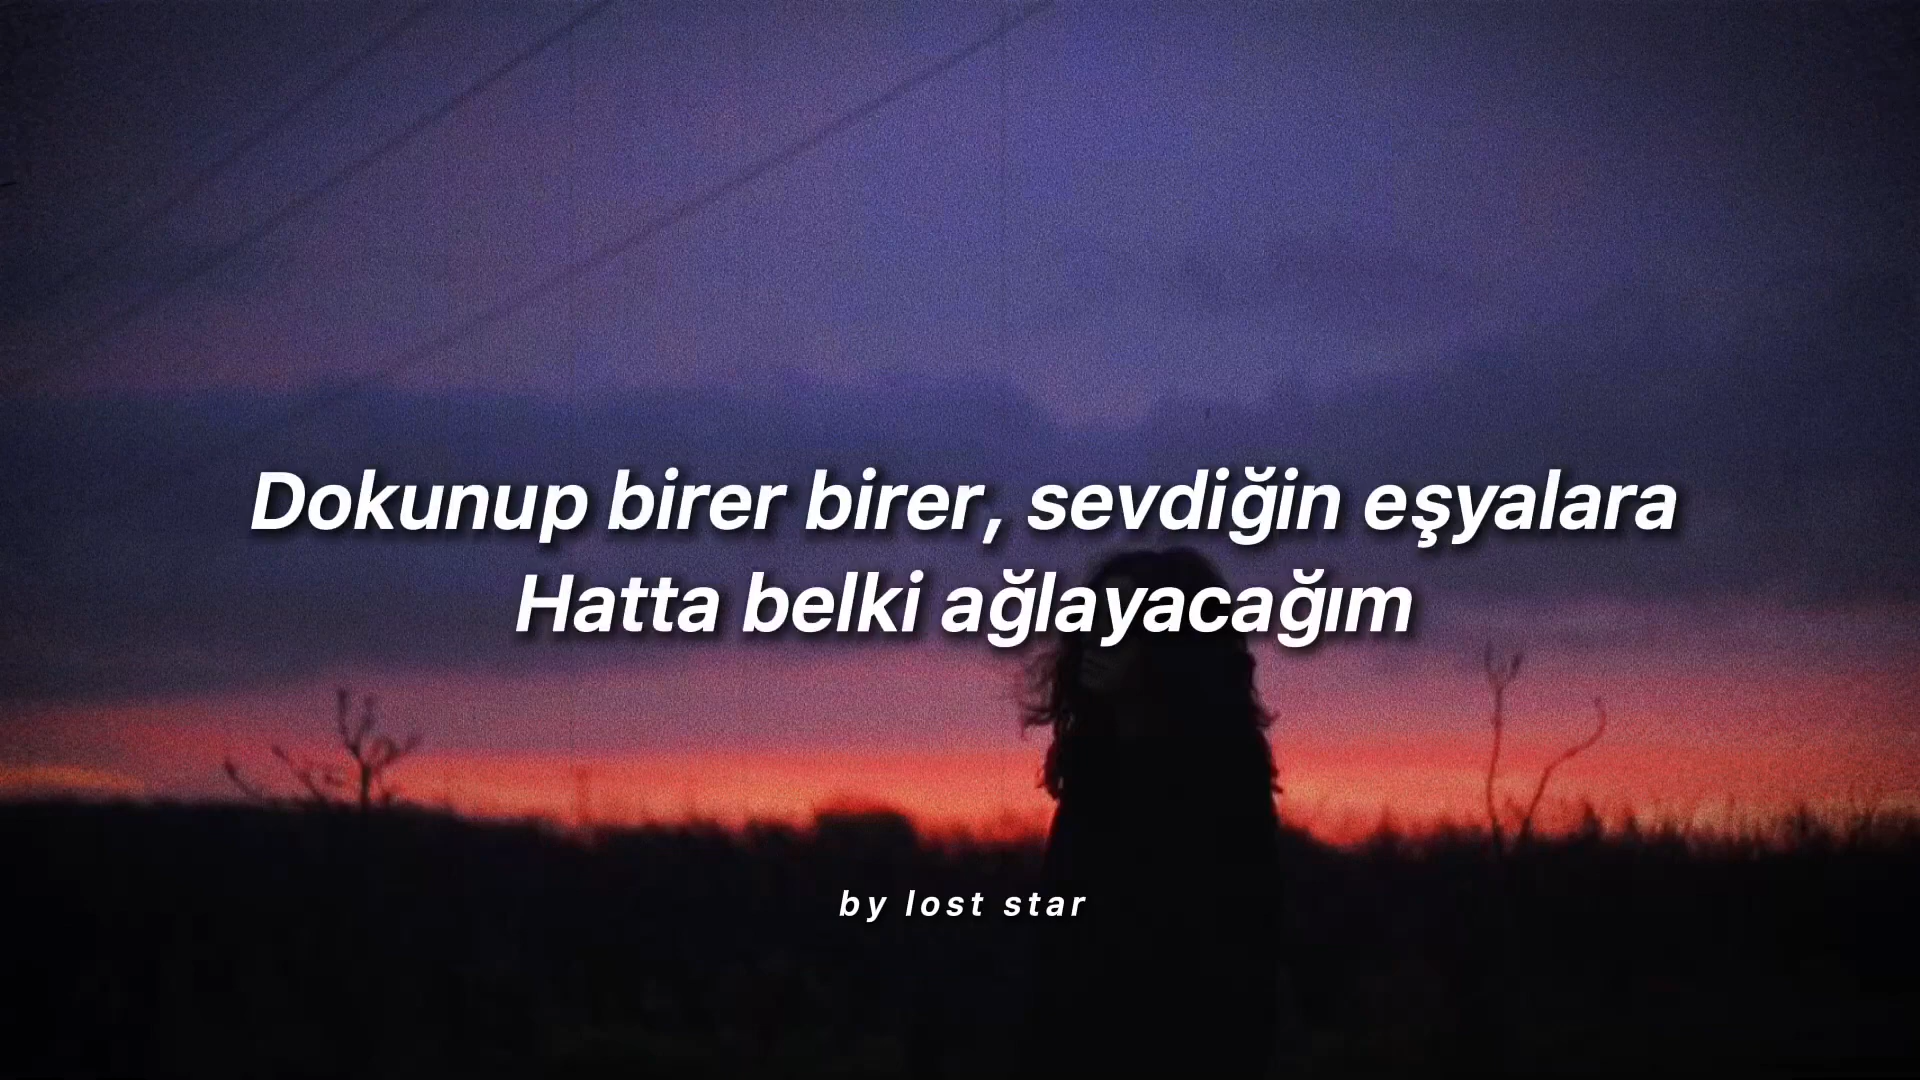 Dokunup birer birer, sevdiğin eşyalara
Hatta belki ağlayacağım
by lost star